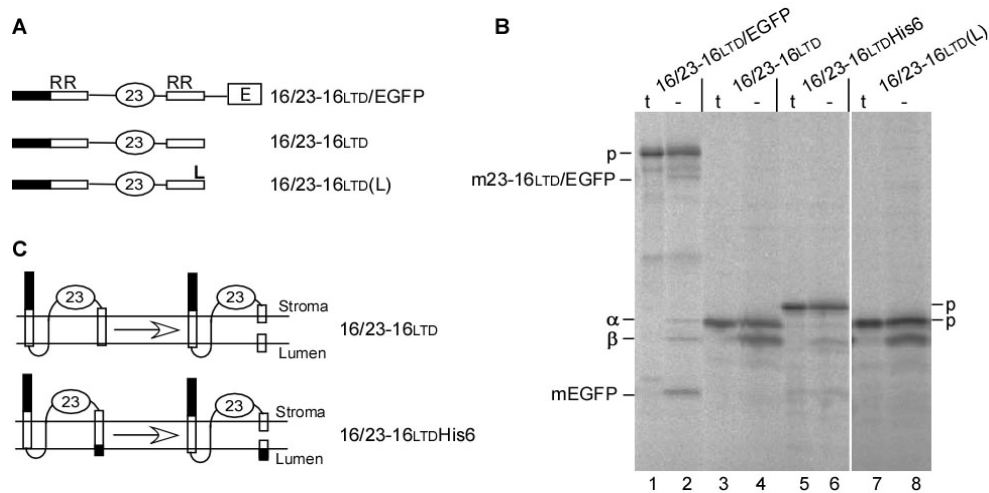 A
RR RR
23 E 16/23-16LTD/EGFP
23 16/23-16LTD
L
23 16/23-16LTD(L)
C
23 23 Stroma
Lumen
16/23-16LTD
23 23 Stroma
Lumen
16/23-16LTDHis6
B
16/23-16LTD/EGFP
16/23-16LTD
16/23-16LTDHis6
16/23-16LTD(L)
t - t - t - t -
p
m23-16LTD/EGFP
α
β
mEGFP
p
p
1 2 3 4 5 6 7 8